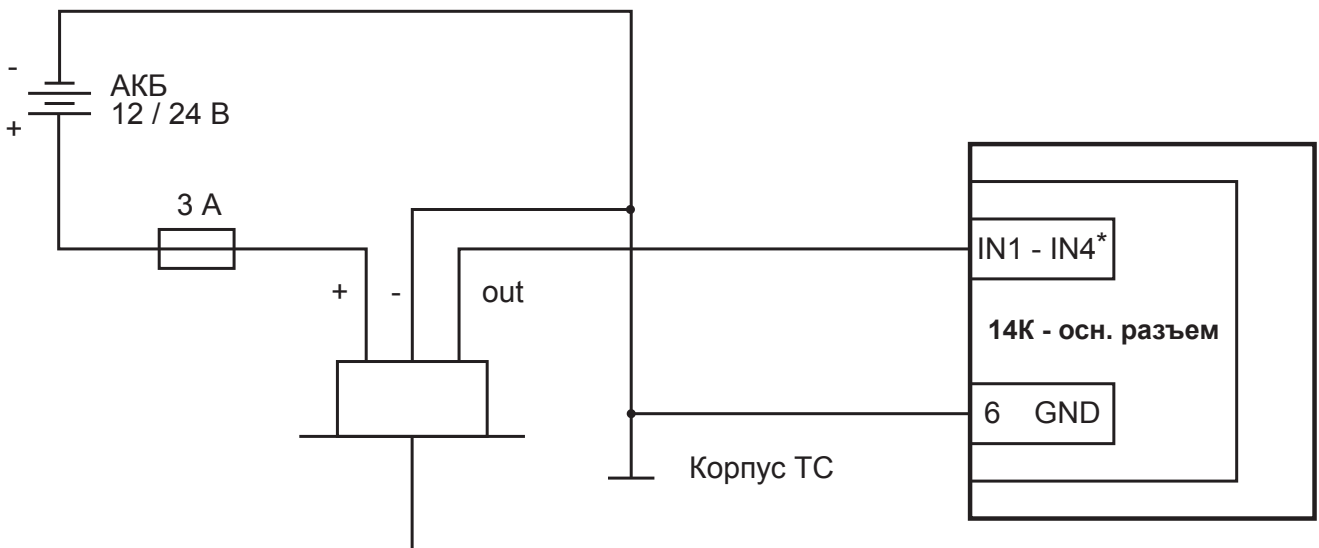 -
АКБ
12 / 24 В
+
3 А
IN1 - IN4*
+
-
out
14К - осн. разъем
6 GND
Корпус ТС